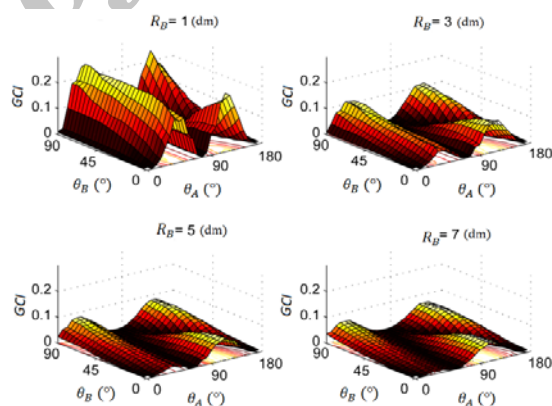 R_B = 1 (dm)
R_B = 3 (dm)
GCI
0.2
0.1
0
90
45
0
θ_B (°)
0
90
180
θ_A (°)
GCI
0.2
0.1
0
90
45
0
θ_B (°)
0
90
180
θ_A (°)
R_B = 5 (dm)
R_B = 7 (dm)
GCI
0.2
0.1
0
90
45
0
θ_B (°)
0
90
180
θ_A (°)
GCI
0.2
0.1
0
90
45
0
θ_B (°)
0
90
180
θ_A (°)